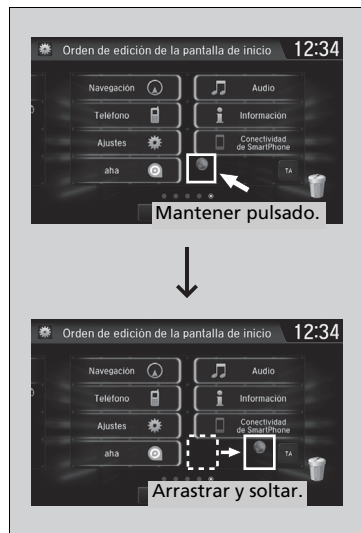 Orden de edición de la pantalla de inicio 12:34
Navegación
Audio
Teléfono
Información
Ajustes
Conectividad
de SmartPhone
aha
TA
Mantener pulsado.
Orden de edición de la pantalla de inicio 12:34
Navegación
Audio
Teléfono
Información
Ajustes
Conectividad
de SmartPhone
aha
TA
Arrastrar y soltar.